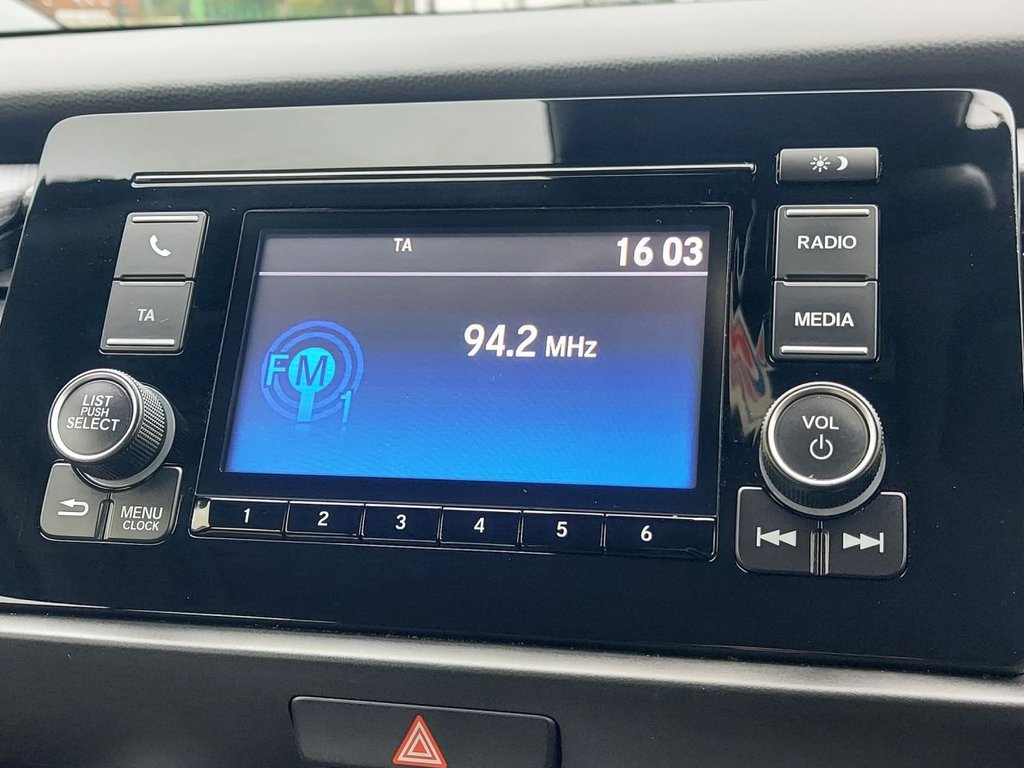 TA
16 03
94.2 MHz
FM
1
TA
LIST
PUSH
SELECT
MENU
CLOCK
1 2 3 4 5 6
RADIO
MEDIA
VOL